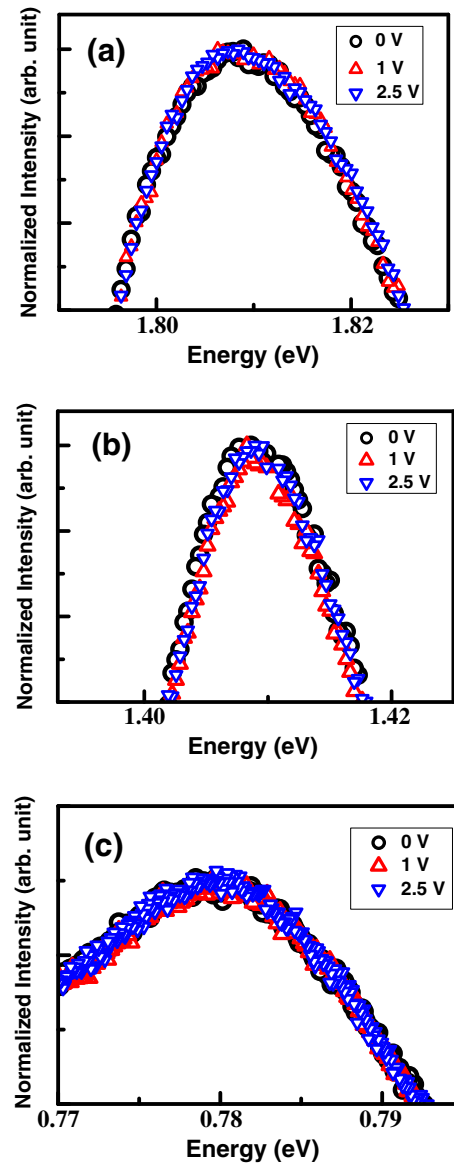 (a)
0 V
1 V
2.5 V
Normalized Intensity (arb. unit)
1.80 1.82
Energy (eV)
(b)
0 V
1 V
2.5 V
Normalized Intensity (arb. unit)
1.40 1.42
Energy (eV)
(c)
0 V
1 V
2.5 V
Normalized Intensity (arb. unit)
0.77 0.78 0.79
Energy (eV)